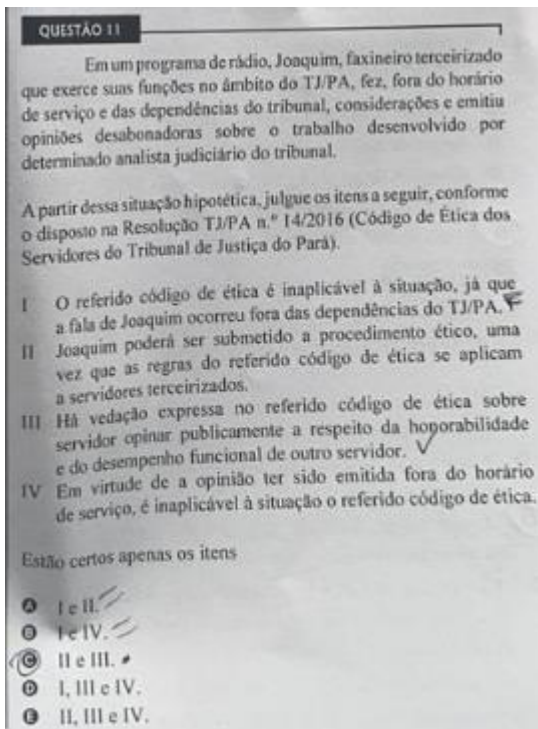 QUESTÃO 11
Em um programa de rádio, Joaquim, faxineiro terceirizado
que exerce suas funções no âmbito do TJ/PA, fez, fora do horário
de serviço e das dependências do tribunal, considerações e emitiu
opiniões desabonadoras sobre o trabalho desenvolvido por
determinado analista judiciário do tribunal.
A partir dessa situação hipotética, julgue os itens a seguir, conforme
o disposto na Resolução TJ/PA n.º 14/2016 (Código de Ética dos
Servidores do Tribunal de Justiça do Pará).
I O referido código de ética é inaplicável à situação, já que
a fala de Joaquim ocorreu fora das dependências do TJ/PA. F
II Joaquim poderá ser submetido a procedimento ético, uma
vez que as regras do referido código de ética se aplicam
a servidores terceirizados.
III Há vedação expressa no referido código de ética sobre
servidor opinar publicamente a respeito da honorabilidade
e do desempenho funcional de outro servidor.
IV Em virtude de a opinião ter sido emitida fora do horário
de serviço, é inaplicável à situação o referido código de ética.
Estão certos apenas os itens
A I e II.
B I e IV.
C II e III.
D I, III e IV.
E II, III e IV.